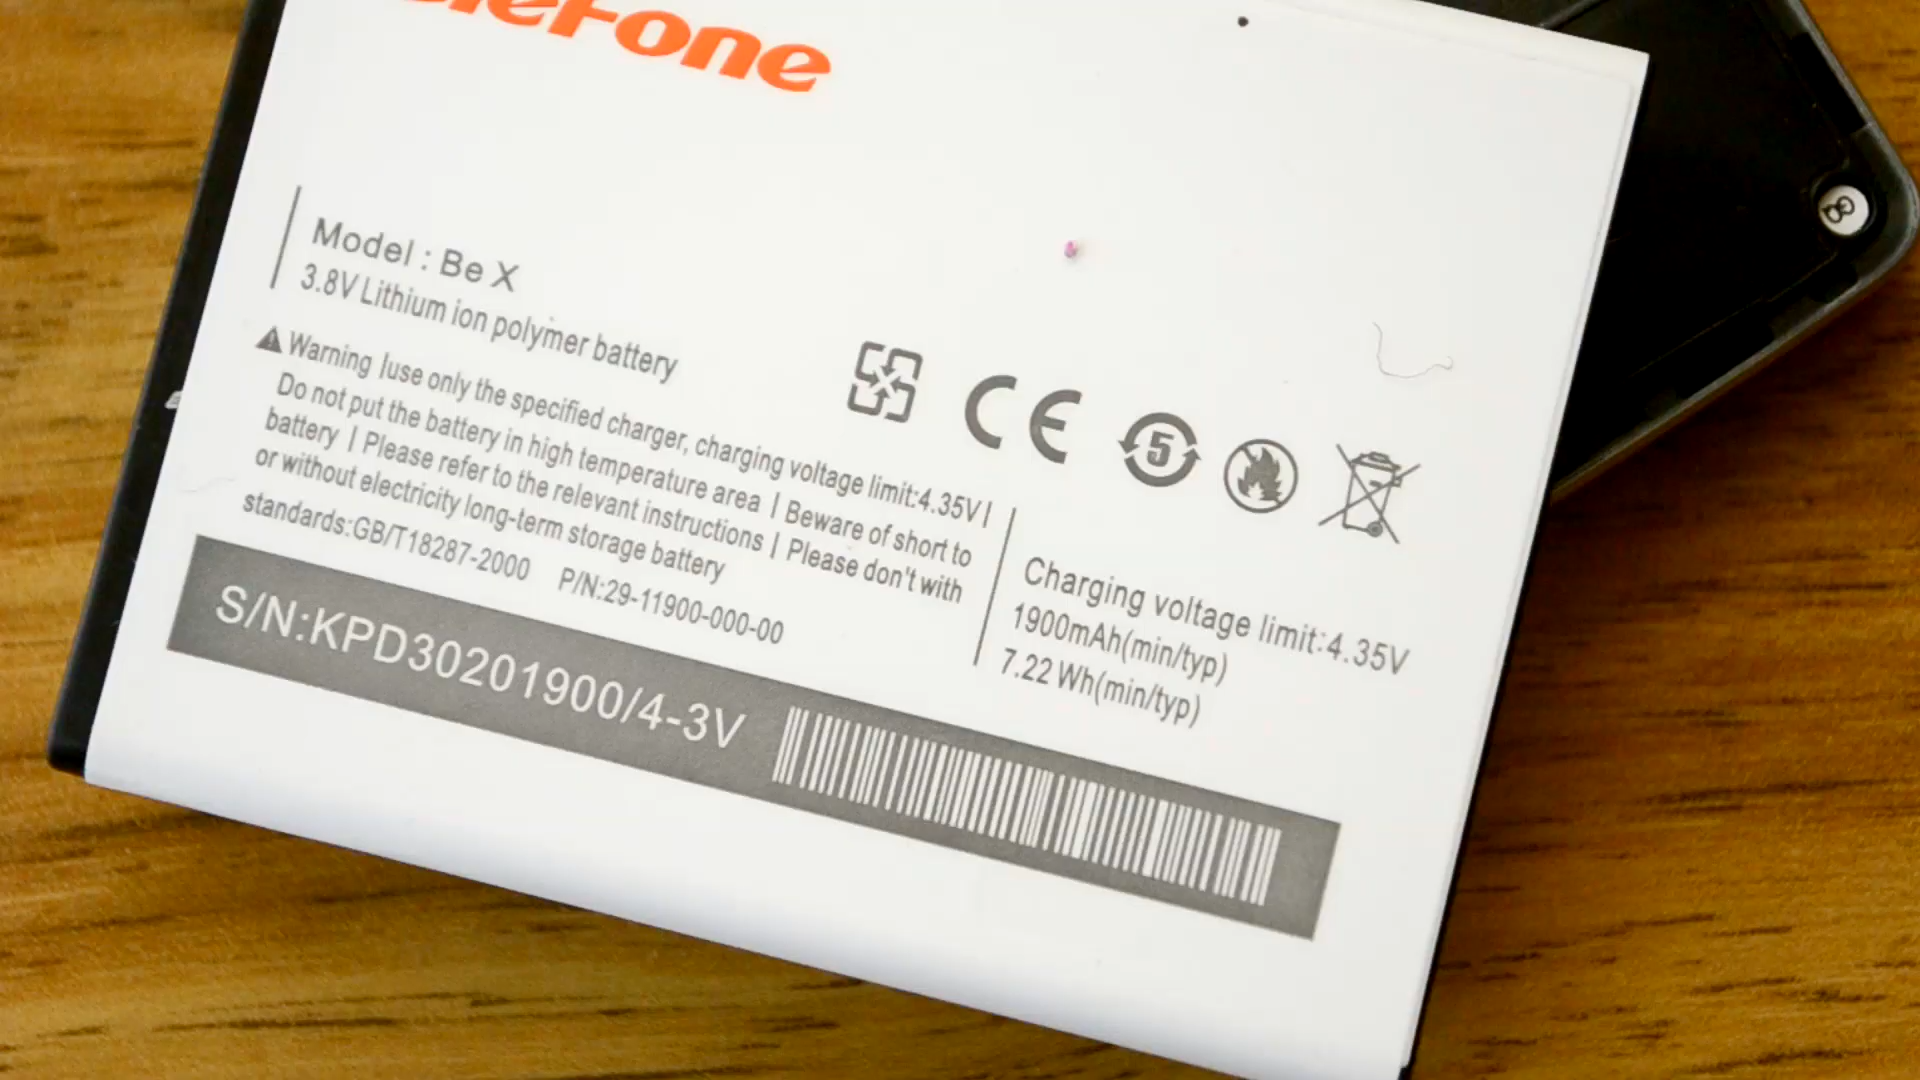 eFone
Model : Be X
3.8V Lithium ion polymer battery
Warning |use only the specified charger, charging voltage limit:4.35V|
Do not put the battery in high temperature area | Beware of short to
battery | Please refer to the relevant instructions | Please don't with
or without electricity long-term storage battery
standards:GB/T18287-2000 P/N:29-11900-000-00
CE
5
Charging voltage limit:4.35V
1900mAh(min/typ)
7.22 Wh(min/typ)
S/N:KPD30201900/4-3V